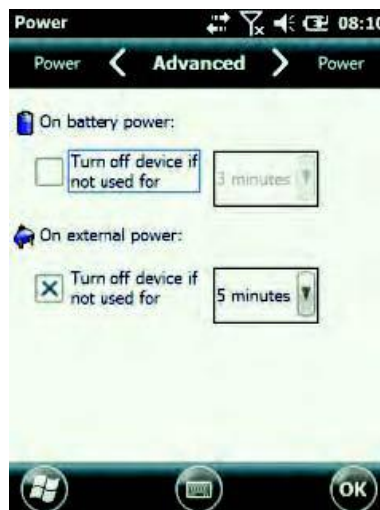 Power 08:10
Power Advanced Power
On battery power:
Turn off device if
not used for
3 minutes
On external power:
Turn off device if
not used for
5 minutes
OK